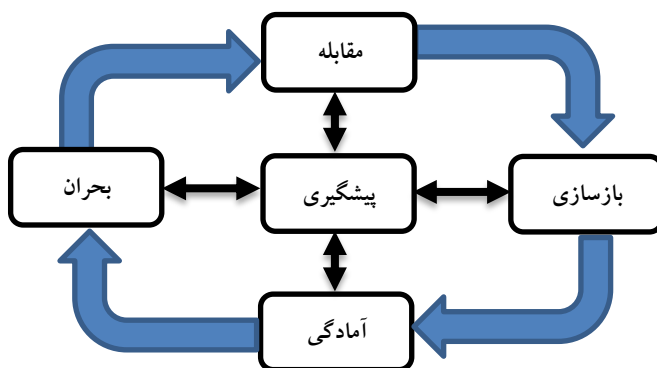 مقابله
بازسازی
پیشگیری
بحران
آمادگی